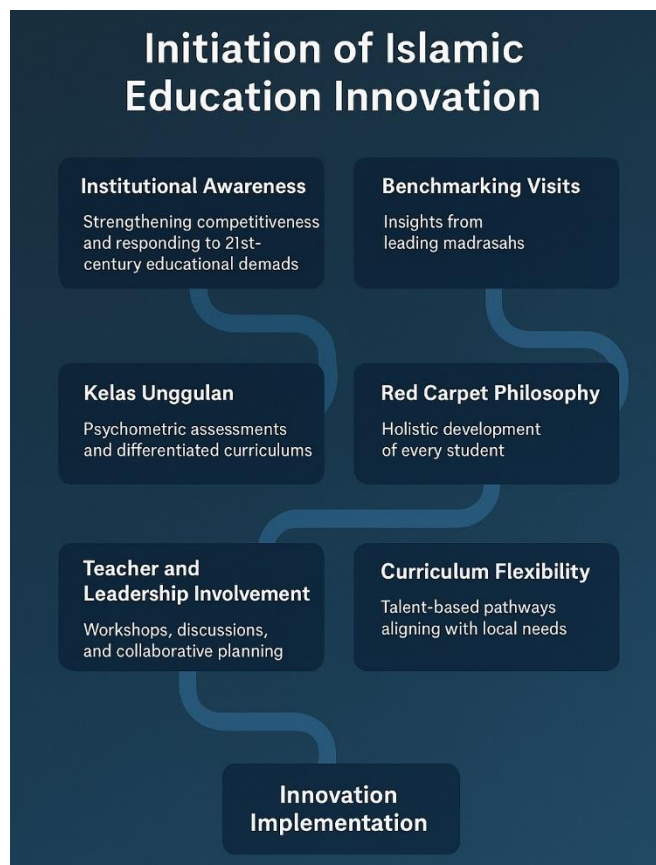 Initiation of Islamic
Education Innovation
Institutional Awareness
Strengthening competitiveness
and responding to 21st-
century educational demads
Benchmarking Visits
Insights from
leading madrasahs
Kelas Unggulan
Psychometric assessments
and differentiated curriculums
Red Carpet Philosophy
Holistic development
of every student
Teacher and
Leadership Involvement
Workshops, discussions,
and collaborative planning
Curriculum Flexibility
Talent-based pathways
aligning with local needs
Innovation
Implementation